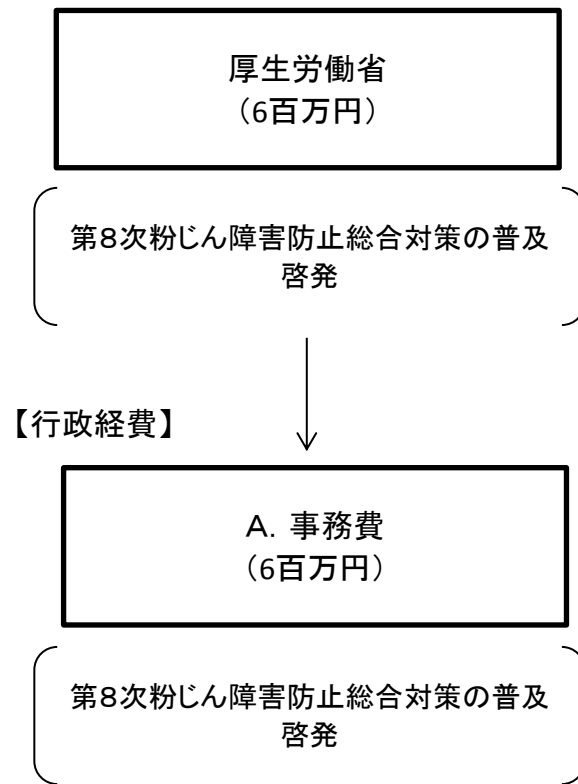 厚生労働省
（6百万円）
第８次粉じん障害防止総合対策の普及
啓発
【行政経費】
Ａ．事務費
（6百万円）
第８次粉じん障害防止総合対策の普及
啓発